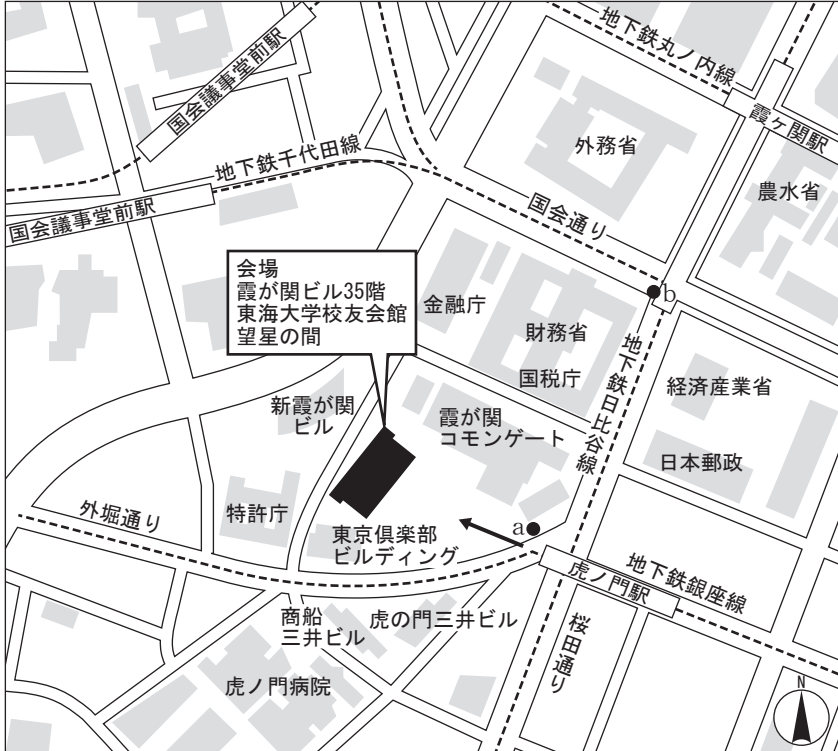 地下鉄丸ノ内線
霞ヶ関駅
国会議事堂前駅
外務省
農水省
地下鉄千代田線
国会通り
国会議事堂前駅
会場
霞が関ビル35階
東海大学校友会館
望星の間
金融庁
b
財務省
国税庁
地下鉄日比谷線
経済産業省
新霞が関
ビル
霞が関
コモンゲート
日本郵政
外堀通り
特許庁
東京倶楽部
ビルディング
a
虎ノ門駅
地下鉄銀座線
商船
三井ビル
虎の門三井ビル
桜田通り
虎ノ門病院
N